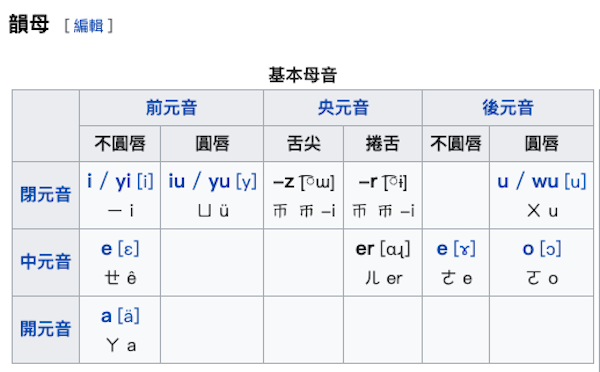 韻母 [編輯]
基本母音
前元音 央元音 後元音
不圓唇 圓唇 舌尖 捲舌 不圓唇 圓唇
閉元音 i / yi [i] iu / yu [y] –z –r u / wu [u]
ㄧ i ㄩ ü ㄭ ㄭ –i ㄭ ㄭ –i ㄨ u
中元音 e [ɛ] er [ɑɻ] e [ɤ] o [ɔ]
ㄝ ê ㄦ er ㄜ e ㄛ o
開元音 a [ä]
ㄚ a